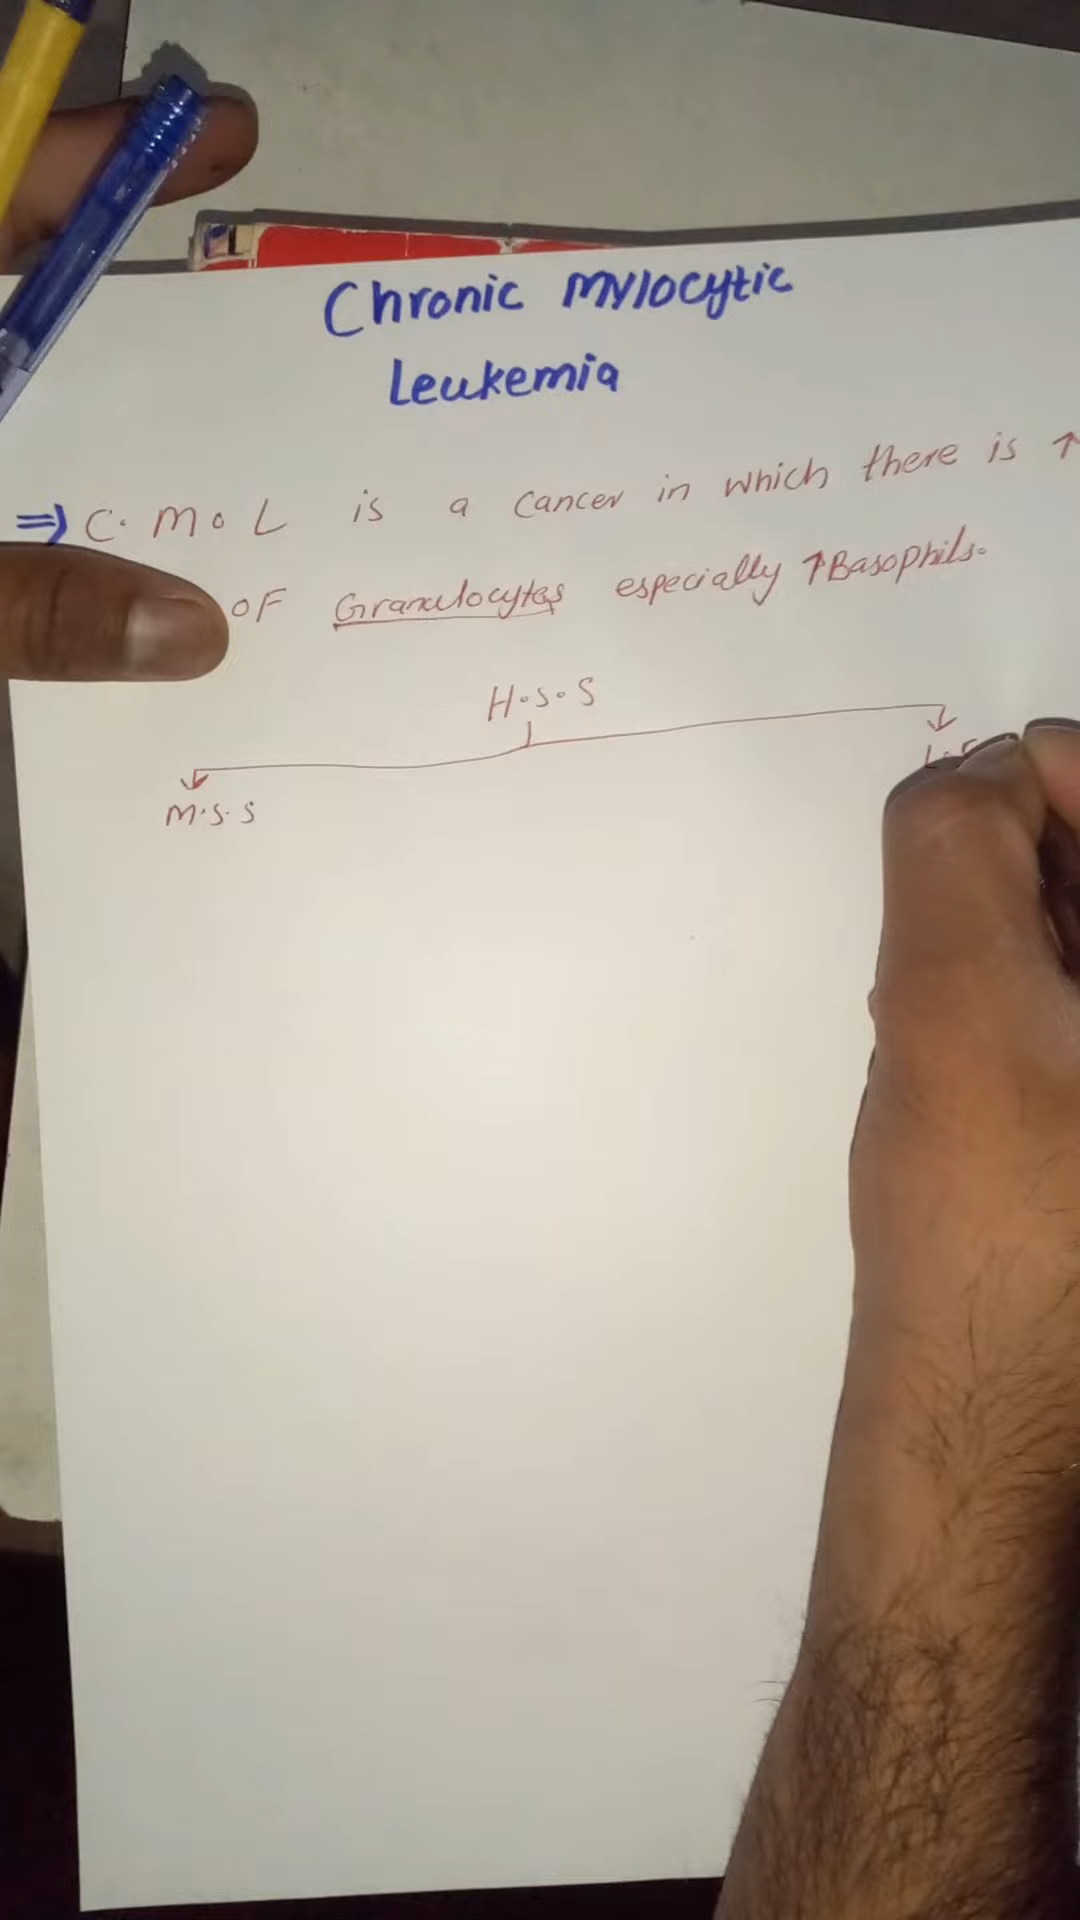 Chronic Mylocytic
Leukemia
⇒ C.M.L is a cancer in which there is ↑
OF Granulocytes especially ↑Basophils.
H.S.S
M.S.S